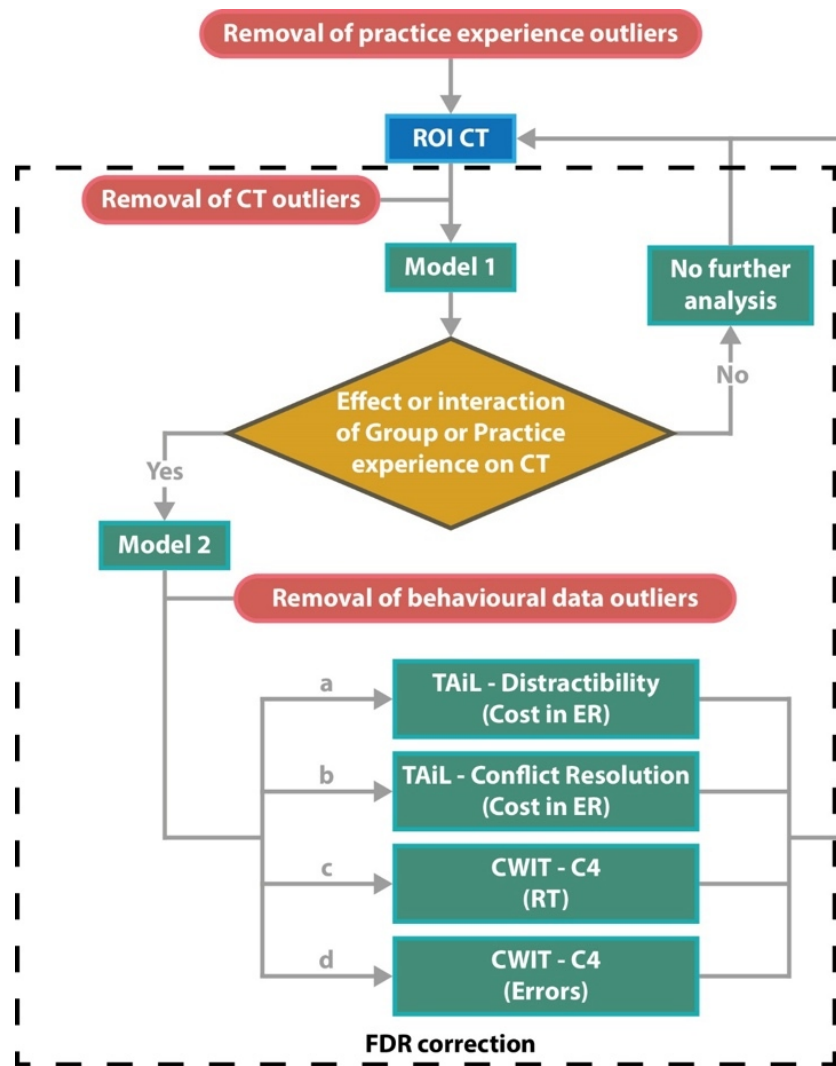 Removal of practice experience outliers
ROI CT
Removal of CT outliers
Model 1
No further
analysis
No
Effect or interaction
of Group or Practice
experience on CT
Yes
Model 2
Removal of behavioural data outliers
a
TAiL - Distractibility
(Cost in ER)
b
TAiL - Conflict Resolution
(Cost in ER)
c
CWIT - C4
(RT)
d
CWIT - C4
(Errors)
FDR correction